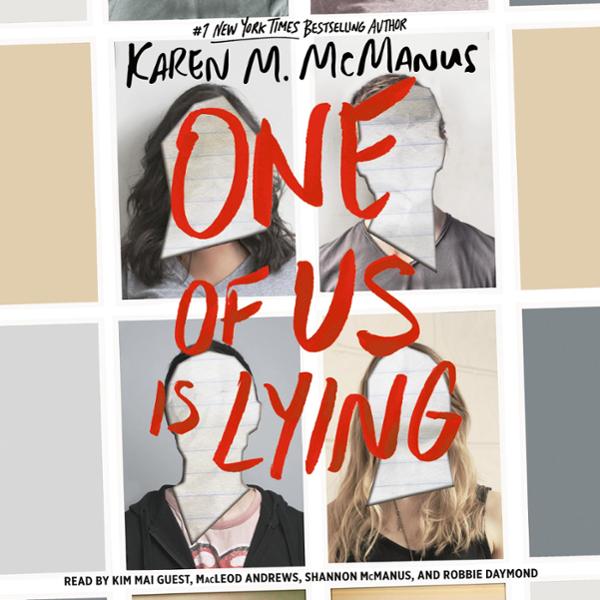 #1 New York Times Bestselling Author
KAREN M. McMANUS
ONE
OF US
IS LYING
READ BY KIM MAI GUEST, MacLEOD ANDREWS, SHANNON McMANUS, AND ROBBIE DAYMOND